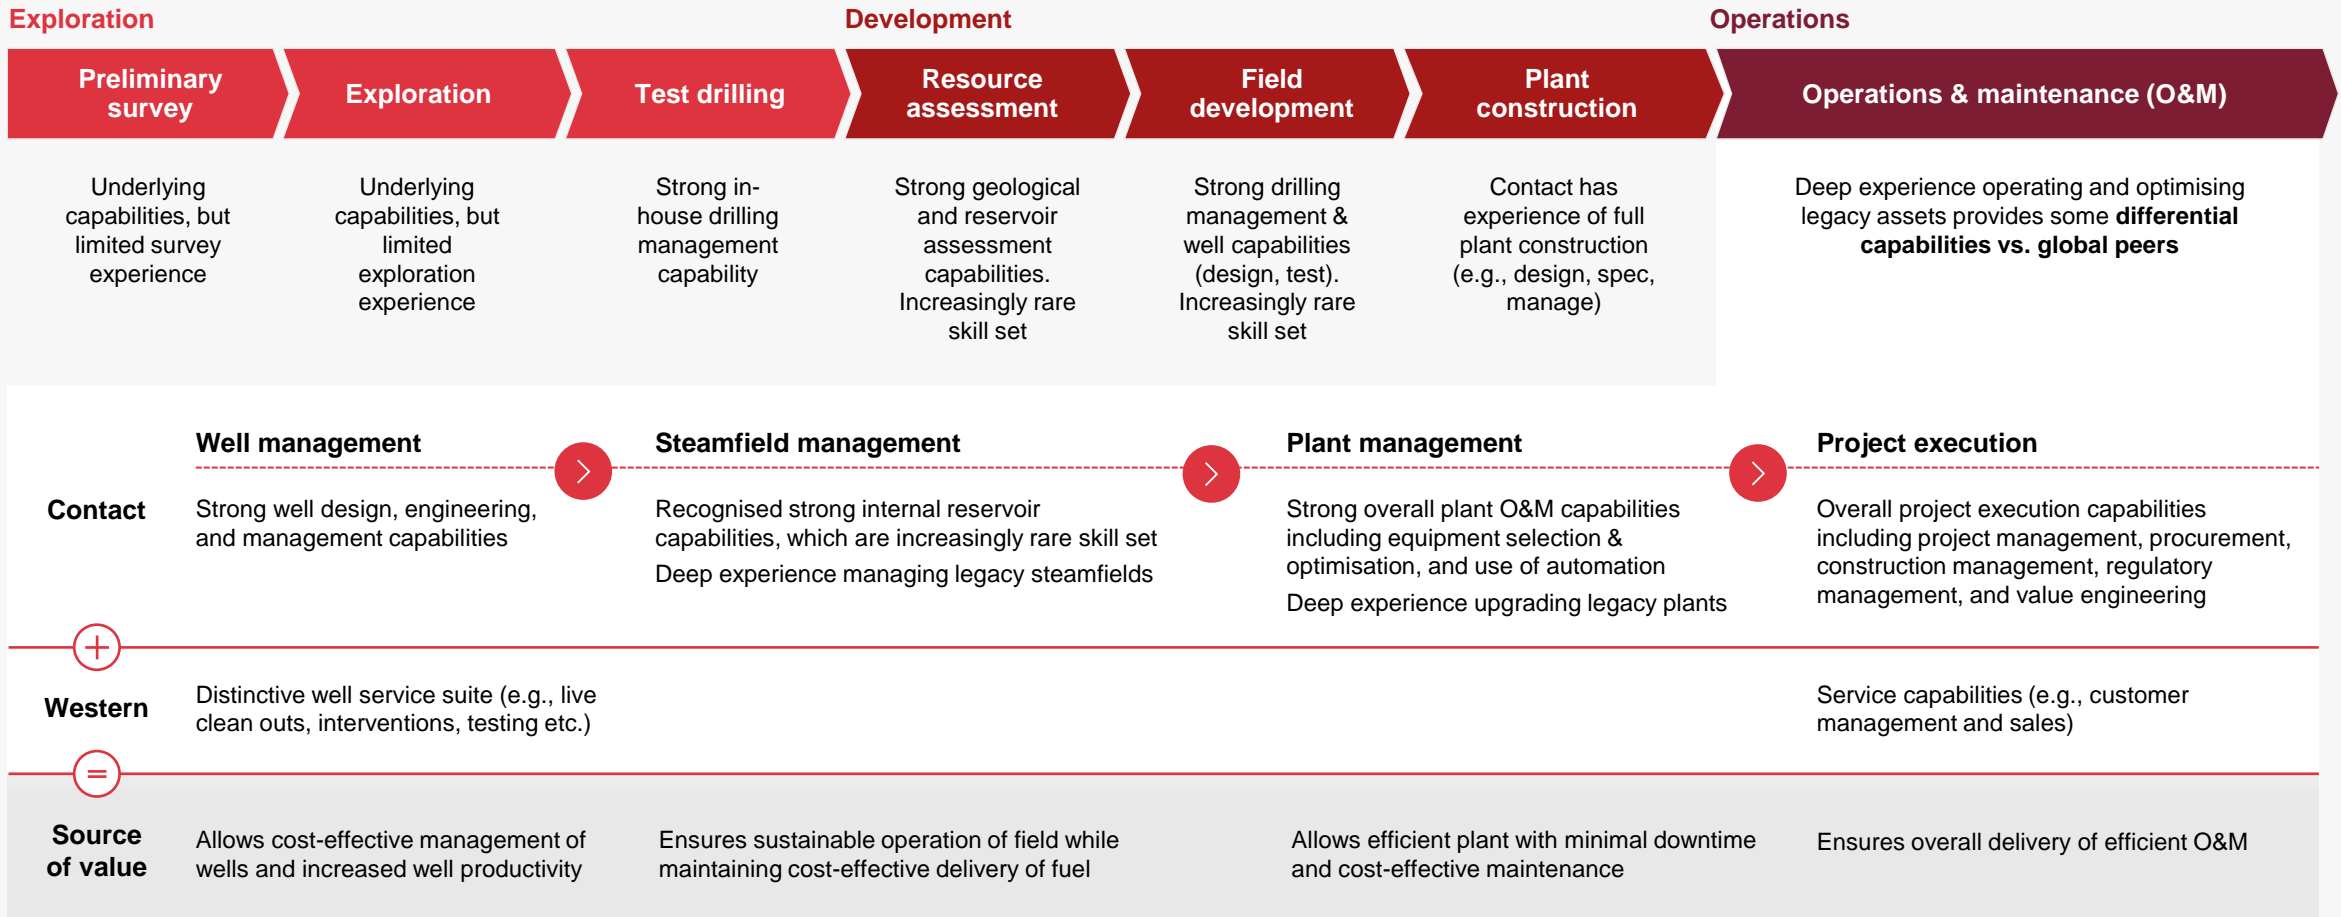 Exploration
Development
Operations
Preliminary
survey
Exploration
Test drilling
Resource
assessment
Field
development
Plant
construction
Operations & maintenance (O&M)
Underlying
capabilities, but
limited survey
experience
Underlying
capabilities, but
limited
exploration
experience
Strong in-
house drilling
management
capability
Strong geological
and reservoir
assessment
capabilities.
Increasingly rare
skill set
Strong drilling
management &
well capabilities
(design, test).
Increasingly rare
skill set
Contact has
experience of full
plant construction
(e.g., design, spec,
manage)
Deep experience operating and optimising
legacy assets provides some differential
capabilities vs. global peers
Well management
Steamfield management
Plant management
Project execution
Contact
Strong well design, engineering,
and management capabilities
Recognised strong internal reservoir
capabilities, which are increasingly rare skill set
Deep experience managing legacy steamfields
Strong overall plant O&M capabilities
including equipment selection &
optimisation, and use of automation
Deep experience upgrading legacy plants
Overall project execution capabilities
including project management, procurement,
construction management, regulatory
management, and value engineering
+
Western
Distinctive well service suite (e.g., live
clean outs, interventions, testing etc.)
Service capabilities (e.g., customer
management and sales)
=
Source
of value
Allows cost-effective management of
wells and increased well productivity
Ensures sustainable operation of field while
maintaining cost-effective delivery of fuel
Allows efficient plant with minimal downtime
and cost-effective maintenance
Ensures overall delivery of efficient O&M